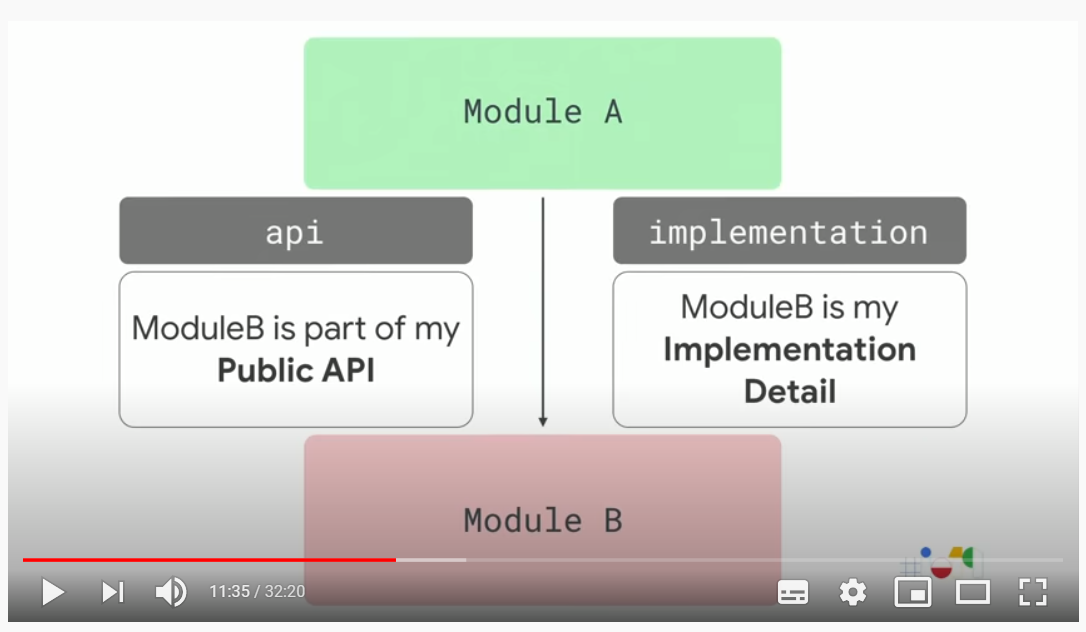 Module A
api
implementation
ModuleB is part of my
Public API
ModuleB is my
Implementation
Detail
Module B
11:35 / 32:20